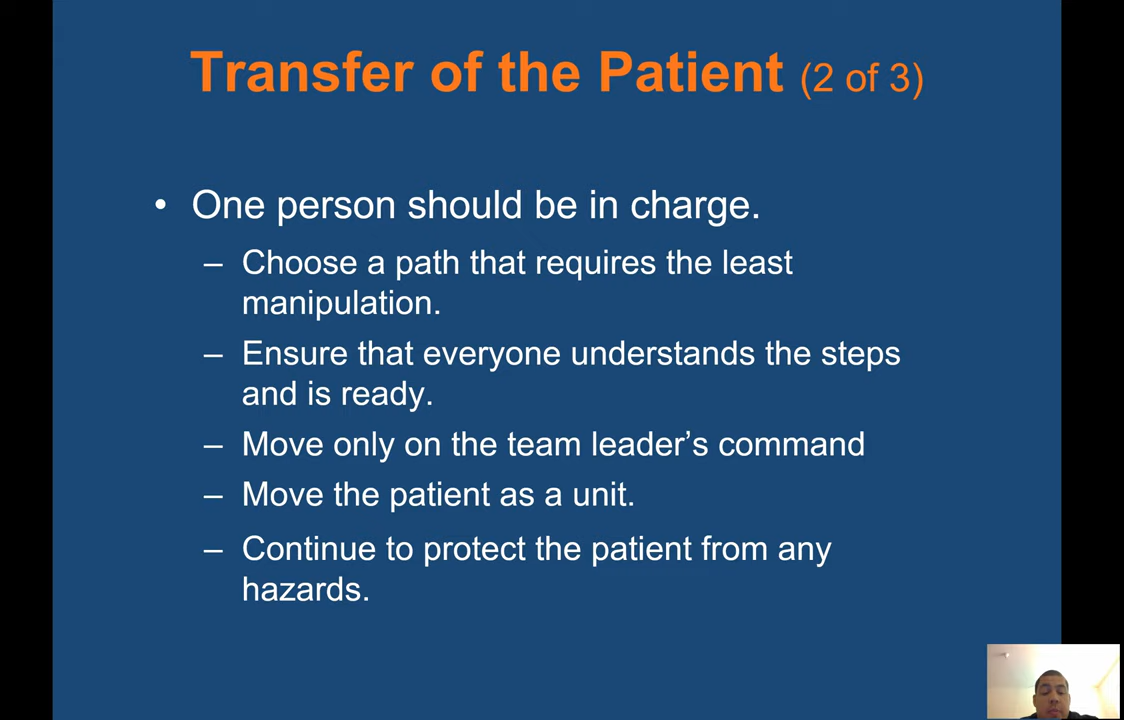 Transfer of the Patient (2 of 3)
• One person should be in charge.
– Choose a path that requires the least
manipulation.
– Ensure that everyone understands the steps
and is ready.
– Move only on the team leader’s command
– Move the patient as a unit.
– Continue to protect the patient from any
hazards.